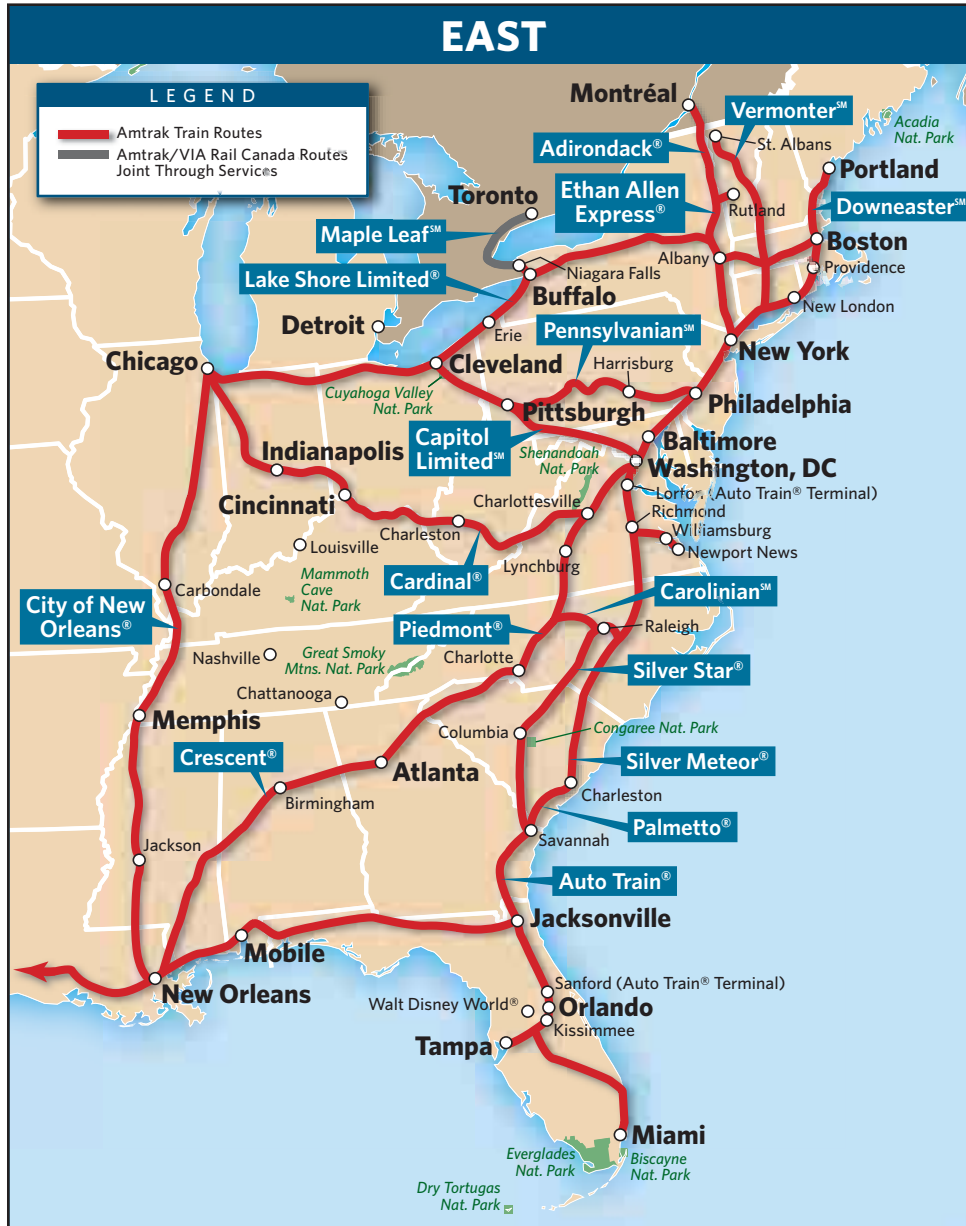 EAST
LEGEND
Amtrak Train Routes
Amtrak/VIA Rail Canada Routes
Joint Through Services
Montréal
Vermonter℠
Acadia
Nat. Park
Adirondack®
St. Albans
Portland
Ethan Allen
Express®
Rutland
Downeaster℠
Toronto
Maple Leaf℠
Boston
Albany
Providence
Niagara Falls
Lake Shore Limited®
Buffalo
New London
Detroit
Erie
Pennsylvanian℠
New York
Chicago
Cleveland
Harrisburg
Cuyahoga Valley
Nat. Park
Pittsburgh
Philadelphia
Capitol
Limited℠
Baltimore
Shenandoah
Nat. Park
Washington, DC
Indianapolis
Lorton (Auto Train® Terminal)
Cincinnati
Charlottesville
Richmond
Williamsburg
Charleston
Newport News
Louisville
Lynchburg
Mammoth
Cave
Nat. Park
Cardinal®
Carbondale
Carolinian℠
City of New
Orleans®
Piedmont®
Raleigh
Nashville
Great Smoky
Mtns. Nat. Park
Charlotte
Silver Star®
Chattanooga
Memphis
Columbia
Congaree Nat. Park
Crescent®
Atlanta
Silver Meteor®
Birmingham
Charleston
Palmetto®
Jackson
Savannah
Auto Train®
Jacksonville
Mobile
New Orleans
Sanford (Auto Train® Terminal)
Walt Disney World®
Orlando
Kissimmee
Tampa
Miami
Everglades
Nat. Park
Biscayne
Nat. Park
Dry Tortugas
Nat. Park